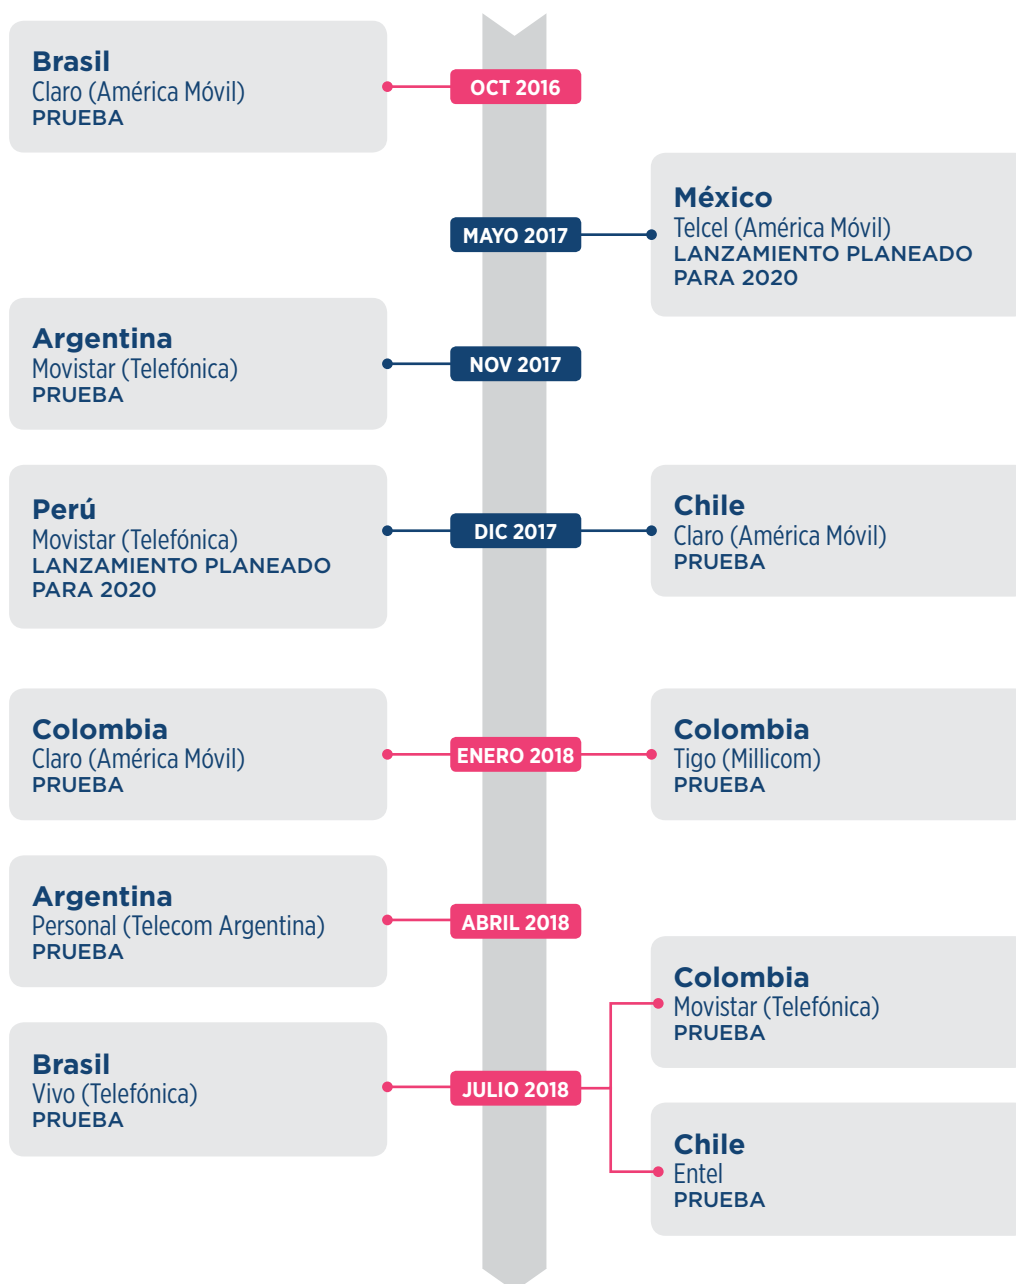 Brasil
Claro (América Móvil)
PRUEBA
OCT 2016
MAYO 2017
México
Telcel (América Móvil)
LANZAMIENTO PLANEADO
PARA 2020
Argentina
Movistar (Telefónica)
PRUEBA
NOV 2017
Perú
Movistar (Telefónica)
LANZAMIENTO PLANEADO
PARA 2020
DIC 2017
Chile
Claro (América Móvil)
PRUEBA
Colombia
Claro (América Móvil)
PRUEBA
ENERO 2018
Colombia
Tigo (Millicom)
PRUEBA
Argentina
Personal (Telecom Argentina)
PRUEBA
ABRIL 2018
Brasil
Vivo (Telefónica)
PRUEBA
JULIO 2018
Colombia
Movistar (Telefónica)
PRUEBA
Chile
Entel
PRUEBA